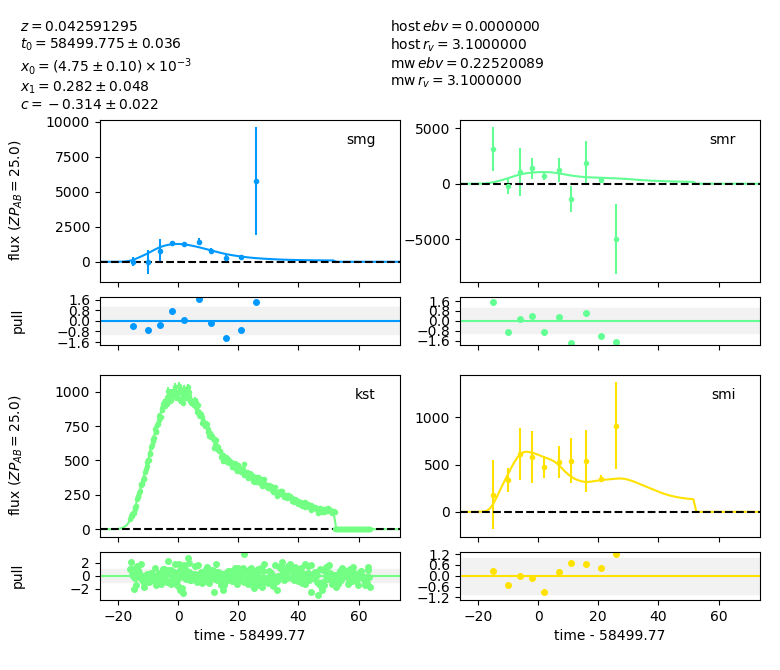 z = 0.042591295
t₀ = 58499.775 ± 0.036
x₀ = (4.75 ± 0.10) × 10⁻³
x₁ = 0.282 ± 0.048
c = −0.314 ± 0.022
host ebv = 0.0000000
host r_v = 3.1000000
mw ebv = 0.22520089
mw r_v = 3.1000000
10000
7500
5000
2500
0
flux (ZP_AB = 25.0)
smg
5000
0
−5000
smr
1.6
0.8
0.0
−0.8
−1.6
pull
1.6
0.8
0.0
−0.8
−1.6
1000
750
500
250
0
flux (ZP_AB = 25.0)
kst
1000
500
0
smi
2
0
−2
pull
−20 0 20 40 60
time - 58499.77
1.2
0.6
0.0
−0.6
−1.2
−20 0 20 40 60
time - 58499.77